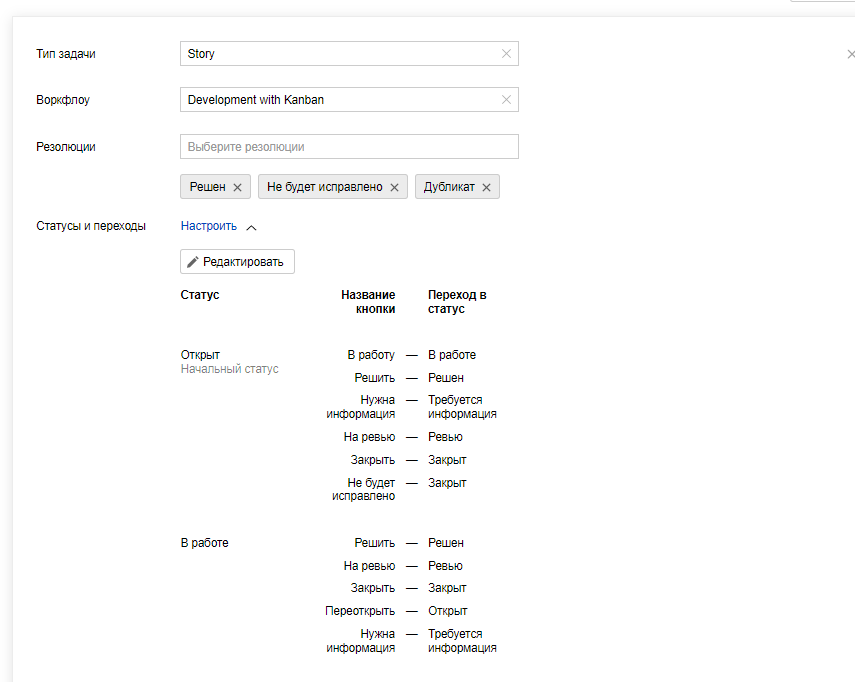 Тип задачи
Story
Воркфлоу
Development with Kanban
Резолюции
Выберите резолюции
Решен
Не будет исправлено
Дубликат
Статусы и переходы
Настроить
Редактировать
Статус
Название
кнопки
Переход в
статус
Открыт
Начальный статус
В работу — В работе
Решить — Решен
Нужна — Требуется
информация информация
На ревью — Ревью
Закрыть — Закрыт
Не будет — Закрыт
исправлено
В работе
Решить — Решен
На ревью — Ревью
Закрыть — Закрыт
Переоткрыть — Открыт
Нужна — Требуется
информация информация